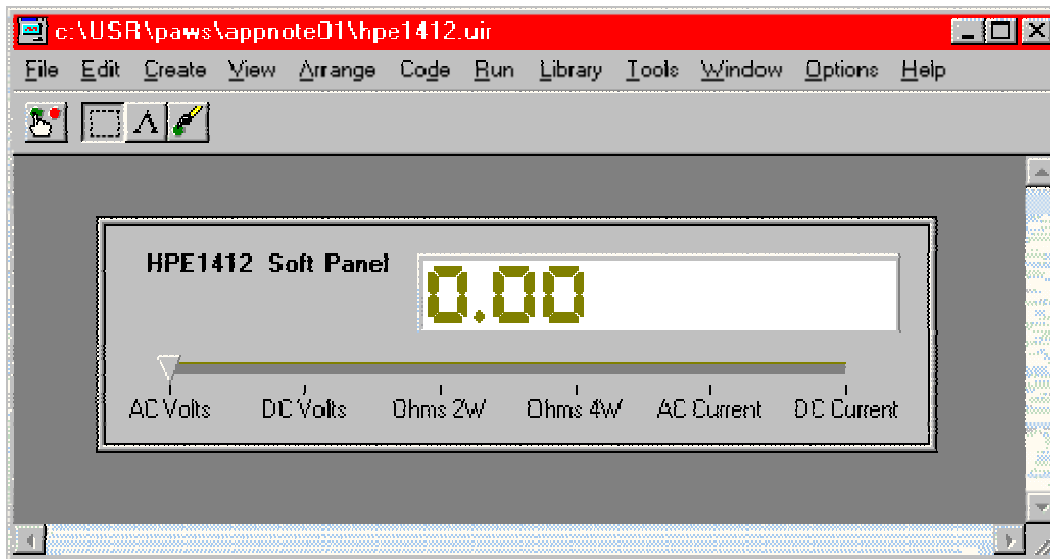 c:\USR\paws\appnote01\hpe1412.uir
File Edit Create View Arrange Code Run Library Tools Window Options Help
HPE1412 Soft Panel
0.00
AC Volts DC Volts Ohms 2W Ohms 4W AC Current DC Current